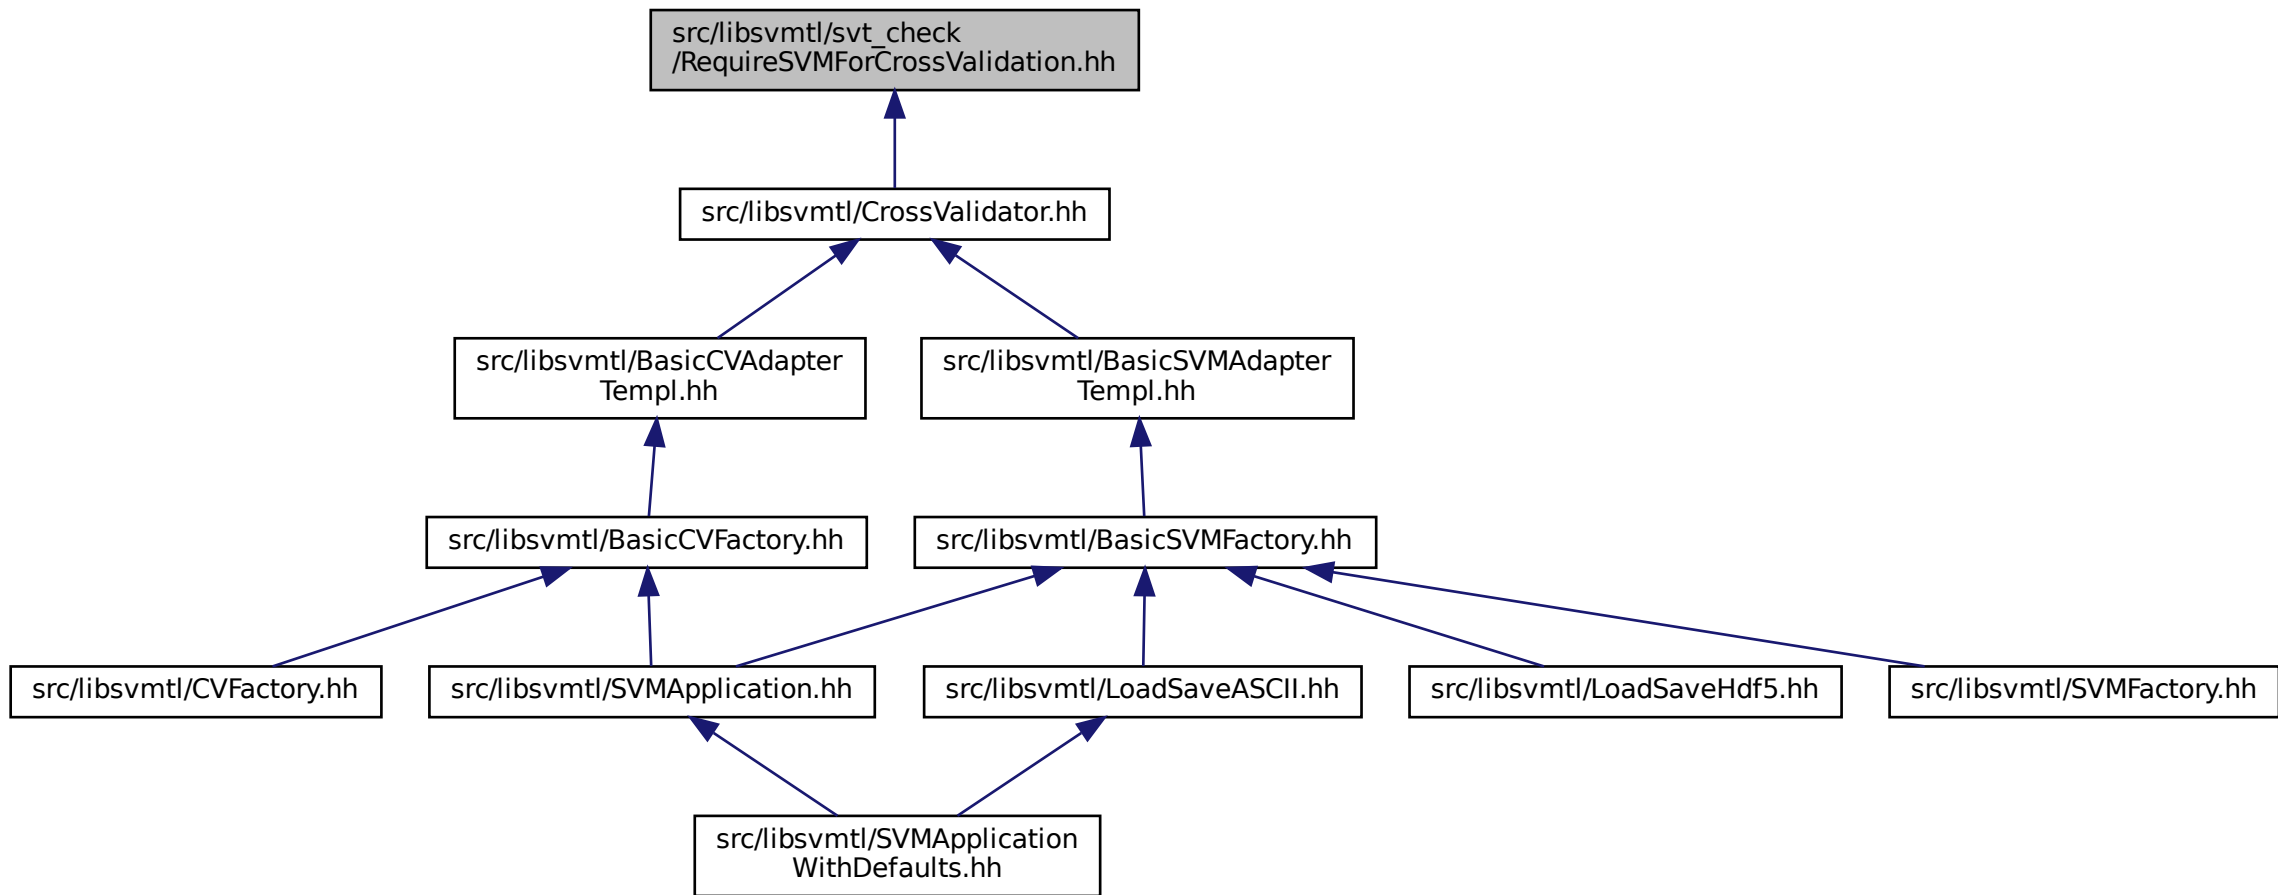 src/libsvmtl/svt_check
/RequireSVMForCrossValidation.hh
src/libsvmtl/CrossValidator.hh
src/libsvmtl/BasicCVAdapter
Templ.hh
src/libsvmtl/BasicSVMAdapter
Templ.hh
src/libsvmtl/BasicCVFactory.hh
src/libsvmtl/BasicSVMFactory.hh
src/libsvmtl/CVFactory.hh
src/libsvmtl/SVMApplication.hh
src/libsvmtl/LoadSaveASCII.hh
src/libsvmtl/LoadSaveHdf5.hh
src/libsvmtl/SVMFactory.hh
src/libsvmtl/SVMApplication
WithDefaults.hh